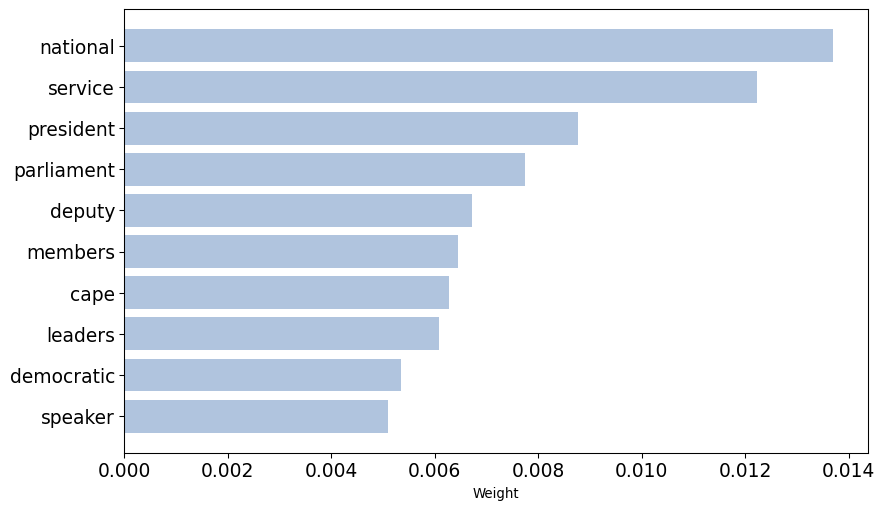 national
service
president
parliament
deputy
members
cape
leaders
democratic
speaker
0.000 0.002 0.004 0.006 0.008 0.010 0.012 0.014
Weight